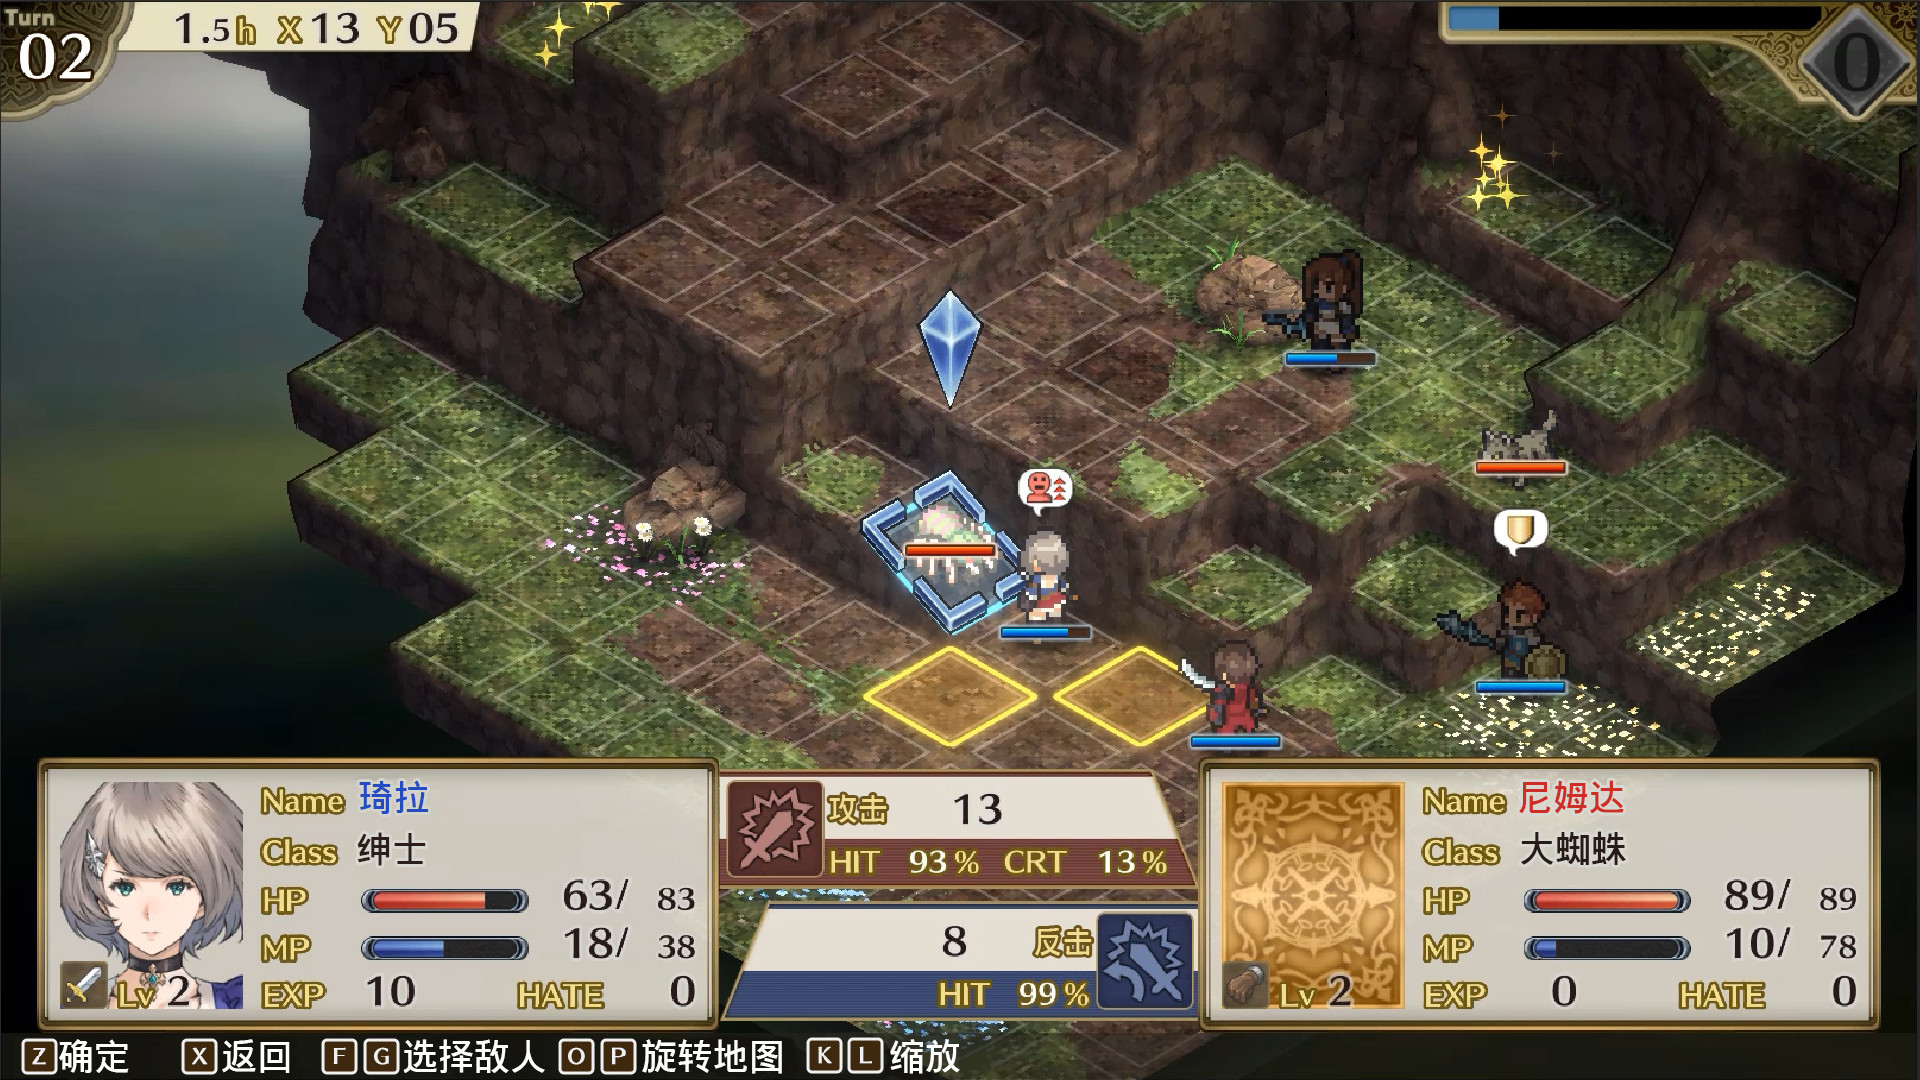 Turn
02
1.5h X13 Y05
0
Name 琦拉
Class 绅士
HP 63/ 83
MP 18/ 38
Lv 2 EXP 10 HATE 0
攻击 13
HIT 93% CRT 13%
8 反击
HIT 99%
Name 尼姆达
Class 大蜘蛛
HP 89/ 89
MP 10/ 78
Lv 2 EXP 0 HATE 0
Z确定 X返回 F G选择敌人 O P旋转地图 K L缩放